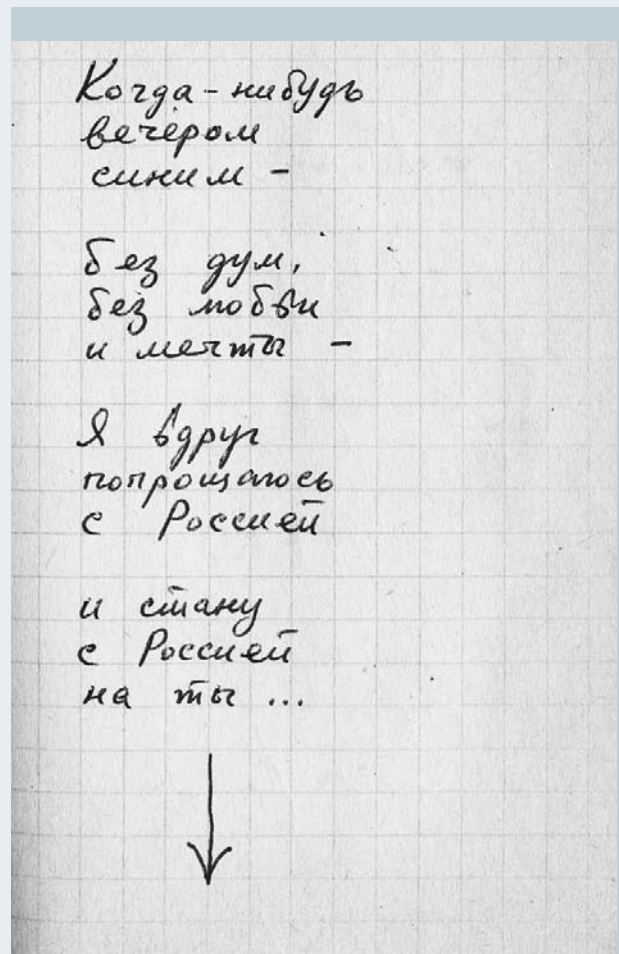 Когда-нибудь
вечером
синим -
без дум,
без любви
и мечты -
Я вдруг
попрощаюсь
с Россией
и стану
с Россией
на ты ...